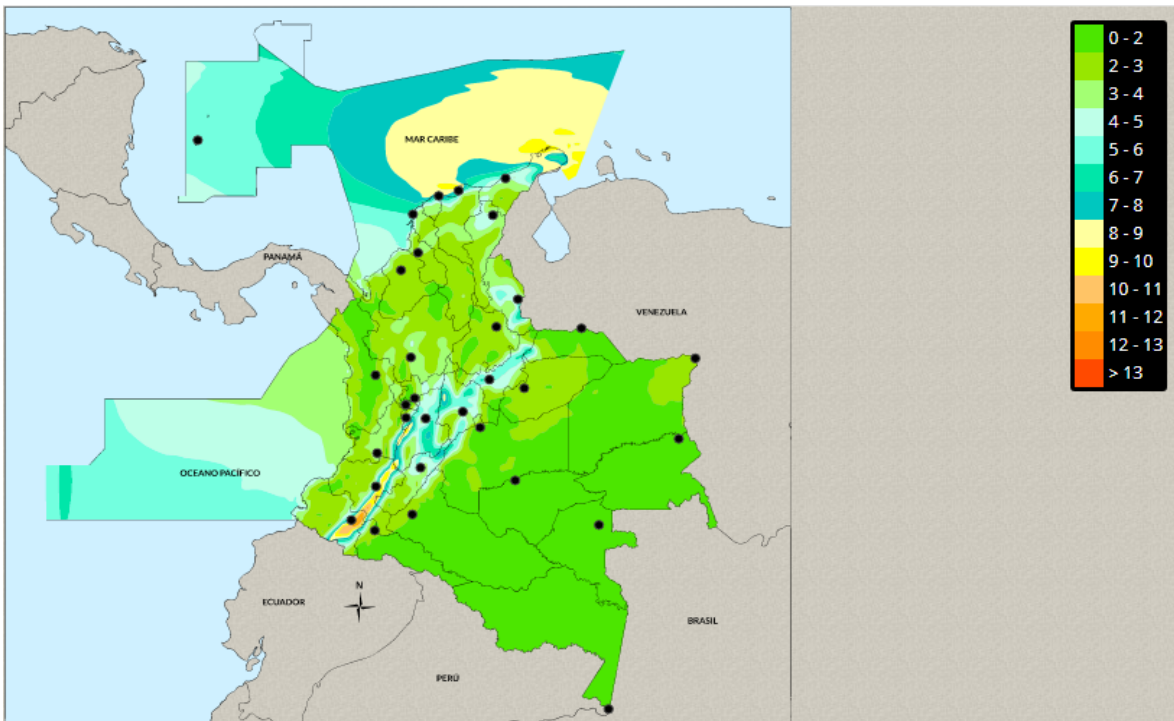 MAR CARIBE
PANAMÁ
VENEZUELA
OCEANO PACÍFICO
N
ECUADOR
BRASIL
PERÚ
0 - 2
2 - 3
3 - 4
4 - 5
5 - 6
6 - 7
7 - 8
8 - 9
9 - 10
10 - 11
11 - 12
12 - 13
> 13